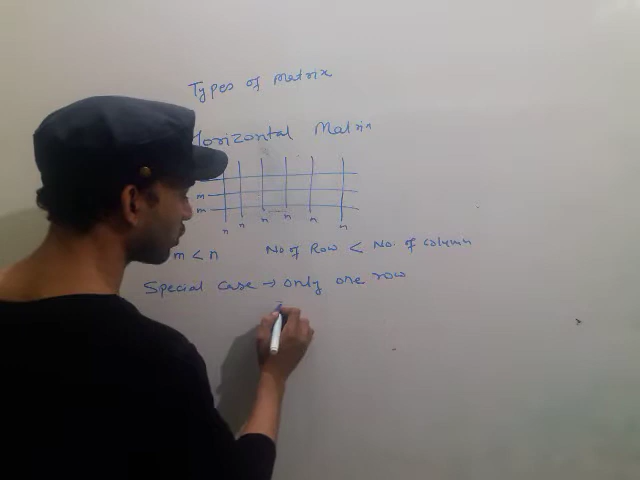 Types of matrix
Horizontal Matrix
m
m
n n n n n n
m < n No of Row < No. of column
Special case → only one row